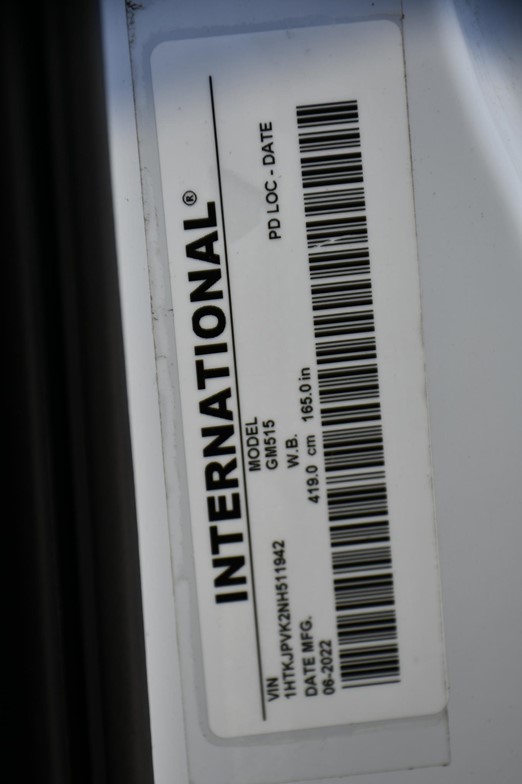 INTERNATIONAL®
VIN
1HTKJPVK2NH511942
MODEL
GM515
PD LOC - DATE
DATE MFG.
06-2022
W.B.
419.0 cm 165.0 in